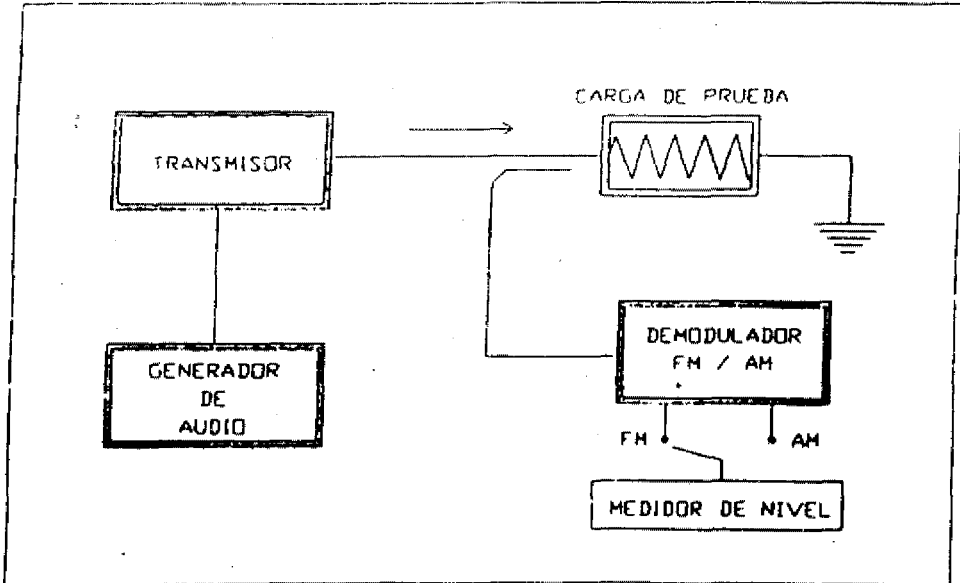 CARGA DE PRUEBA
TRANSMISOR
GENERADOR
DE
AUDIO
DEMODULADOR
FM / AM
FM
AM
MEDIDOR DE NIVEL